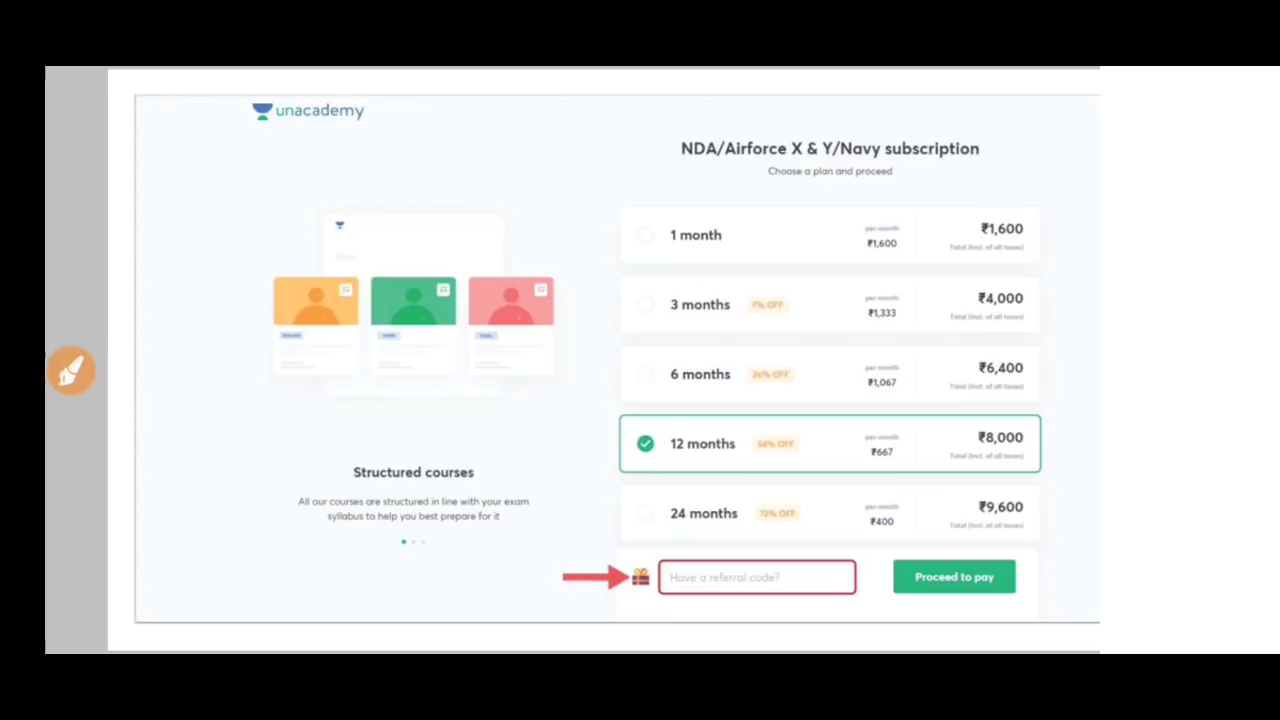 unacademy
NDA/Airforce X & Y/Navy subscription
Choose a plan and proceed
1 month
per month
₹1,600
₹1,600
Total (Incl. of all taxes)
3 months
per month
₹1,333
₹4,000
Total (Incl. of all taxes)
6 months
26% OFF
per month
₹1,067
₹6,400
Total (Incl. of all taxes)
12 months
per month
₹667
₹8,000
Total (Incl. of all taxes)
24 months
72% OFF
per month
₹400
₹9,600
Total (Incl. of all taxes)
Structured courses
All our courses are structured in line with your exam
syllabus to help you best prepare for it
Have a referral code?
Proceed to pay